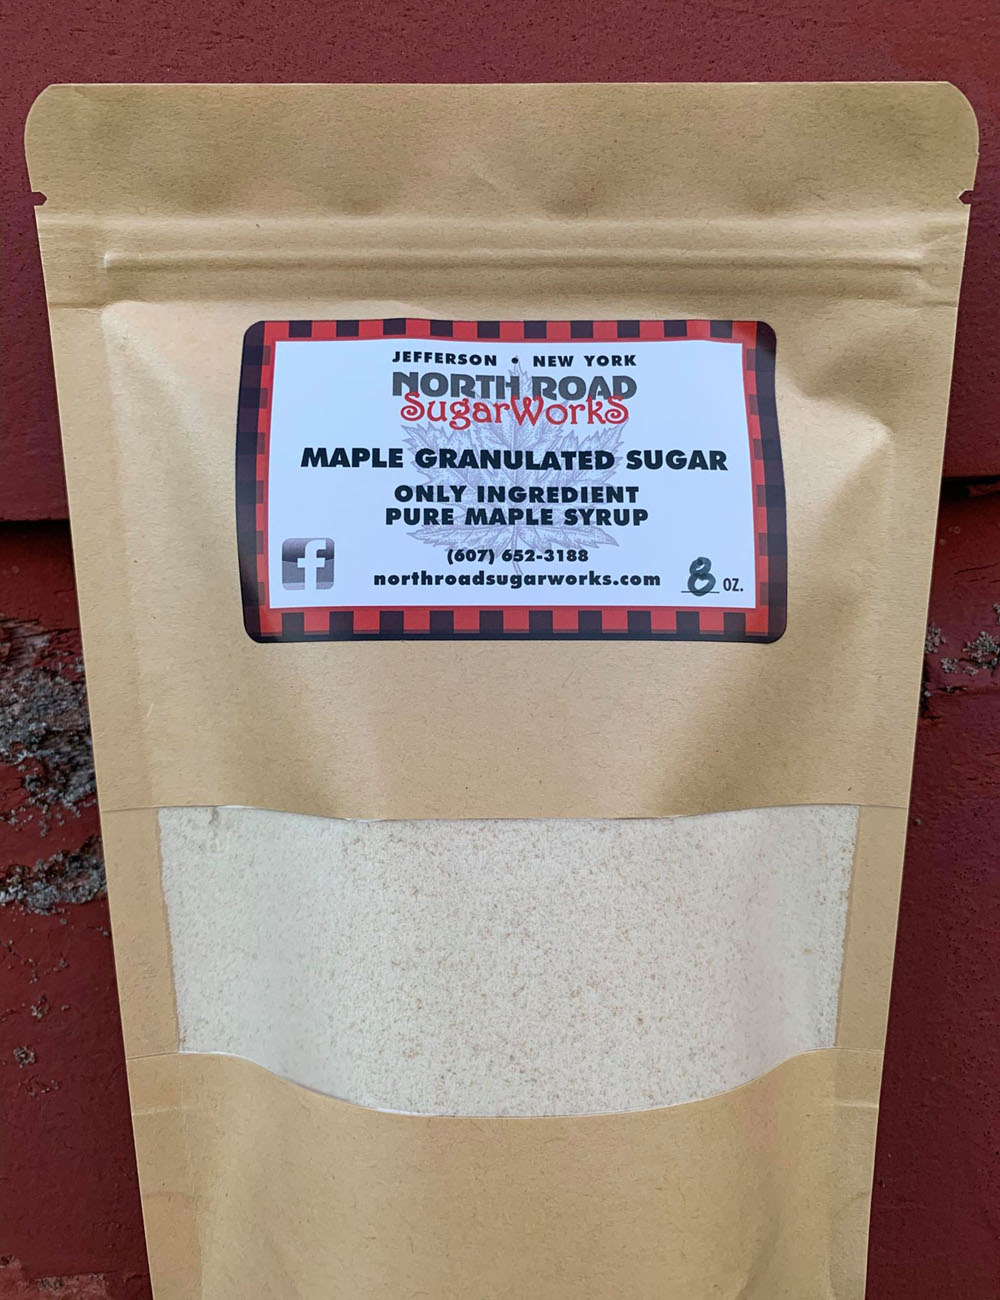 JEFFERSON • NEW YORK
NORTH ROAD
SugarWorkS
MAPLE GRANULATED SUGAR
ONLY INGREDIENT
PURE MAPLE SYRUP
(607) 652-3188
f northroadsugarworks.com 8 OZ.